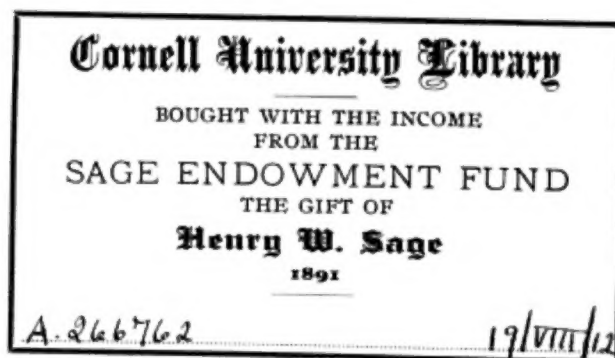 Cornell University Library
BOUGHT WITH THE INCOME
FROM THE
SAGE ENDOWMENT FUND
THE GIFT OF
Henry W. Sage
1891
A.266762 19/VIII/12